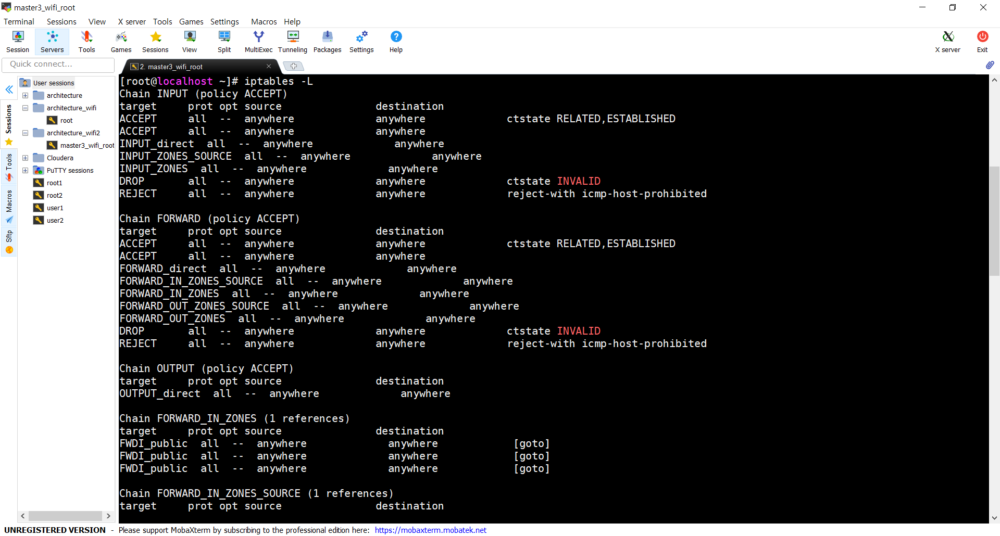 master3_wifi_root
Terminal Sessions View X server Tools Games Settings Macros Help
Session Servers Tools Games Sessions View Split MultiExec Tunneling Packages Settings Help X server Exit
Quick connect...
2. master3_wifi_root
User sessions
architecture
architecture_wifi
root
architecture_wifi2
master3_wifi_root
Cloudera
PuTTY sessions
root1
root2
user1
user2
Sessions
Tools
Macros
Sftp
[root@localhost ~]# iptables -L
Chain INPUT (policy ACCEPT)
target     prot opt source               destination
ACCEPT     all  --  anywhere             anywhere             ctstate RELATED,ESTABLISHED
ACCEPT     all  --  anywhere             anywhere
INPUT_direct  all  --  anywhere             anywhere
INPUT_ZONES_SOURCE  all  --  anywhere             anywhere
INPUT_ZONES  all  --  anywhere             anywhere
DROP       all  --  anywhere             anywhere             ctstate INVALID
REJECT     all  --  anywhere             anywhere             reject-with icmp-host-prohibited
Chain FORWARD (policy ACCEPT)
target     prot opt source               destination
ACCEPT     all  --  anywhere             anywhere             ctstate RELATED,ESTABLISHED
ACCEPT     all  --  anywhere             anywhere
FORWARD_direct  all  --  anywhere             anywhere
FORWARD_IN_ZONES_SOURCE  all  --  anywhere             anywhere
FORWARD_IN_ZONES  all  --  anywhere             anywhere
FORWARD_OUT_ZONES_SOURCE  all  --  anywhere             anywhere
FORWARD_OUT_ZONES  all  --  anywhere             anywhere
DROP       all  --  anywhere             anywhere             ctstate INVALID
REJECT     all  --  anywhere             anywhere             reject-with icmp-host-prohibited
Chain OUTPUT (policy ACCEPT)
target     prot opt source               destination
OUTPUT_direct  all  --  anywhere             anywhere
Chain FORWARD_IN_ZONES (1 references)
target     prot opt source               destination
FWDI_public  all  --  anywhere             anywhere            [goto]
FWDI_public  all  --  anywhere             anywhere            [goto]
FWDI_public  all  --  anywhere             anywhere            [goto]
Chain FORWARD_IN_ZONES_SOURCE (1 references)
target     prot opt source               destination
UNREGISTERED VERSION - Please support MobaXterm by subscribing to the professional edition here: https://mobaxterm.mobatek.net